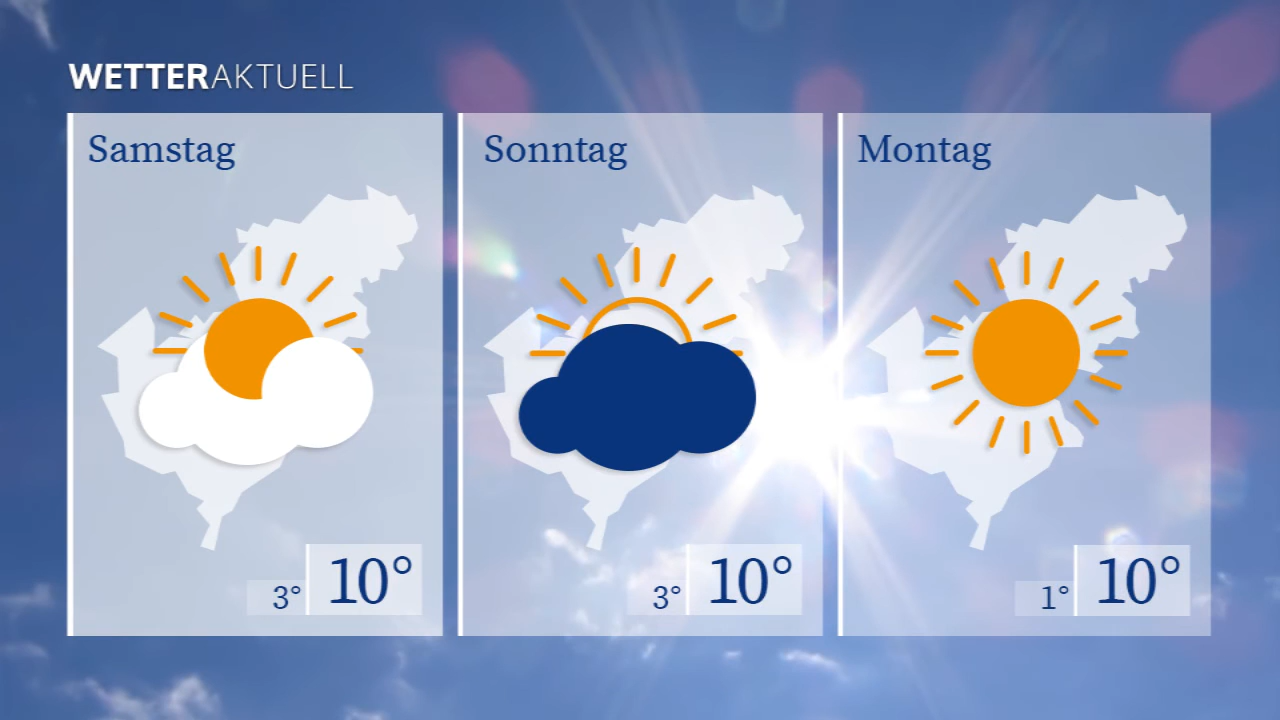 WETTERAKTUELL
Samstag
3° 10°
Sonntag
3° 10°
Montag
1° 10°